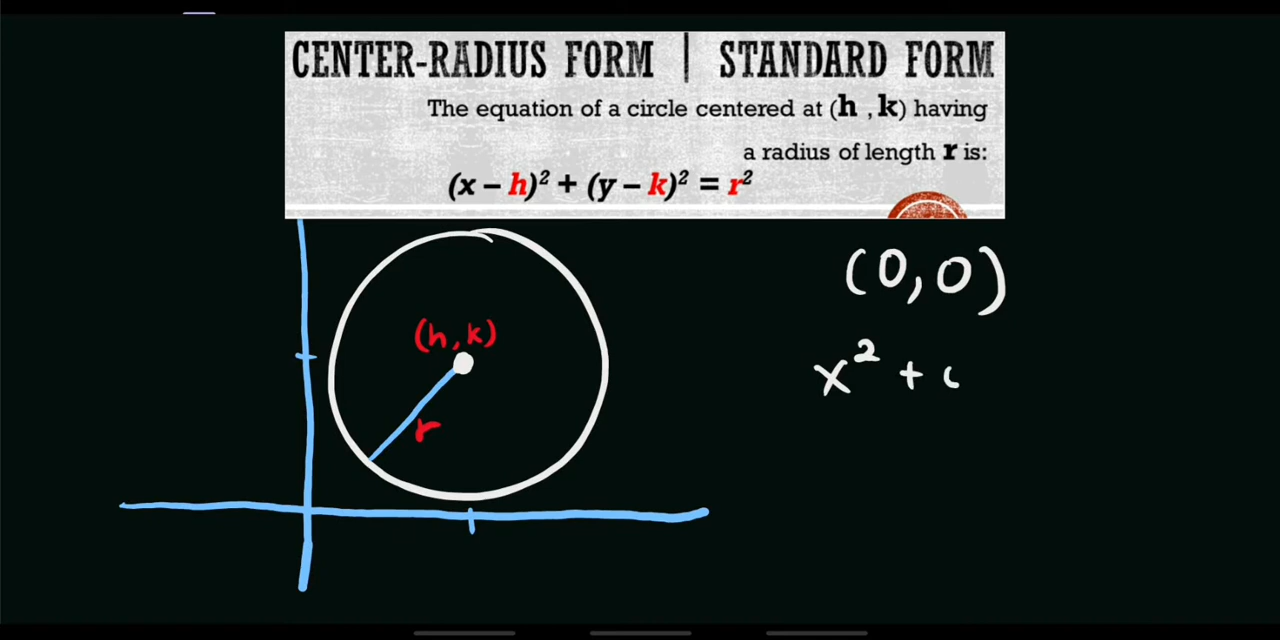 CENTER-RADIUS FORM | STANDARD FORM
The equation of a circle centered at (h , k) having
a radius of length r is:
(x – h)² + (y – k)² = r²
(0, 0)
(h, k)
x² +
r